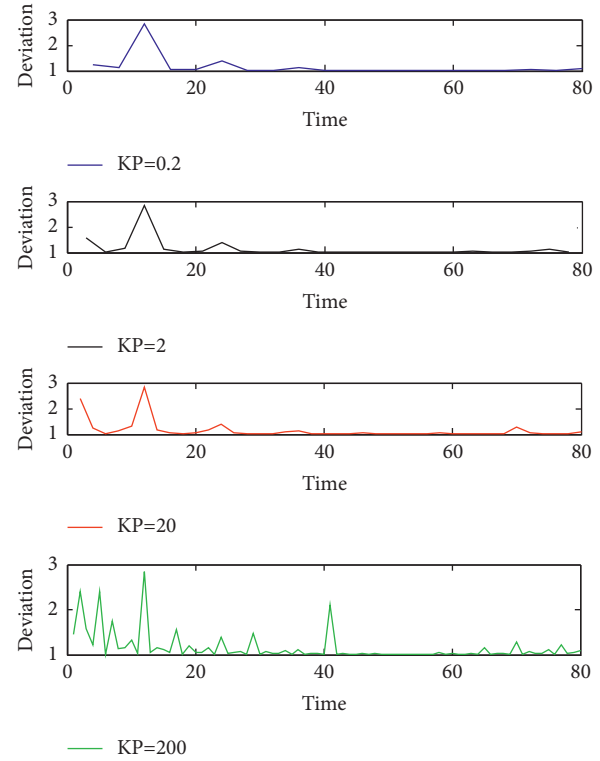 Deviation
3
2
1
0 20 40 60 80
Time
KP=0.2
Deviation
3
2
1
0 20 40 60 80
Time
KP=2
Deviation
3
2
1
0 20 40 60 80
Time
KP=20
Deviation
3
2
1
0 20 40 60 80
Time
KP=200